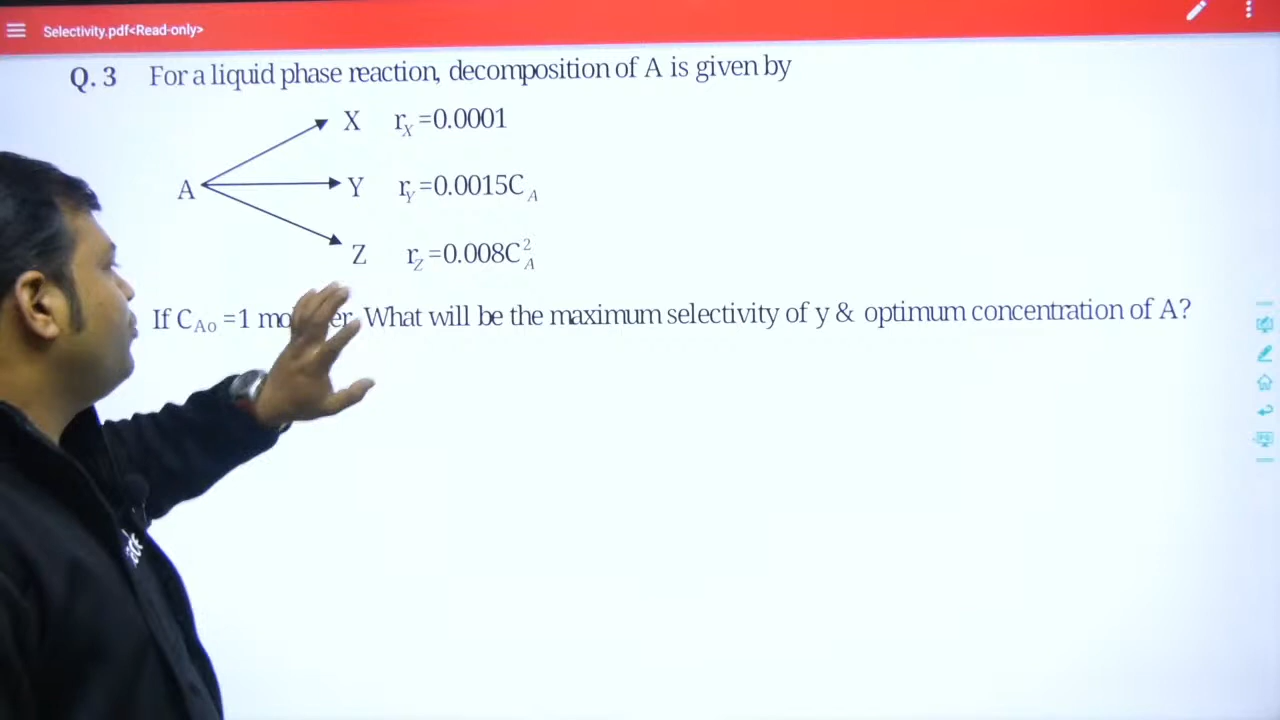 Selectivity.pdf<Read-only>
Q. 3 For a liquid phase reaction, decomposition of A is given by
X r_X =0.0001
A Y r_Y =0.0015C_A
Z r_Z =0.008C_A^2
If C_Ao =1 What will be the maximum selectivity of y & optimum concentration of A?